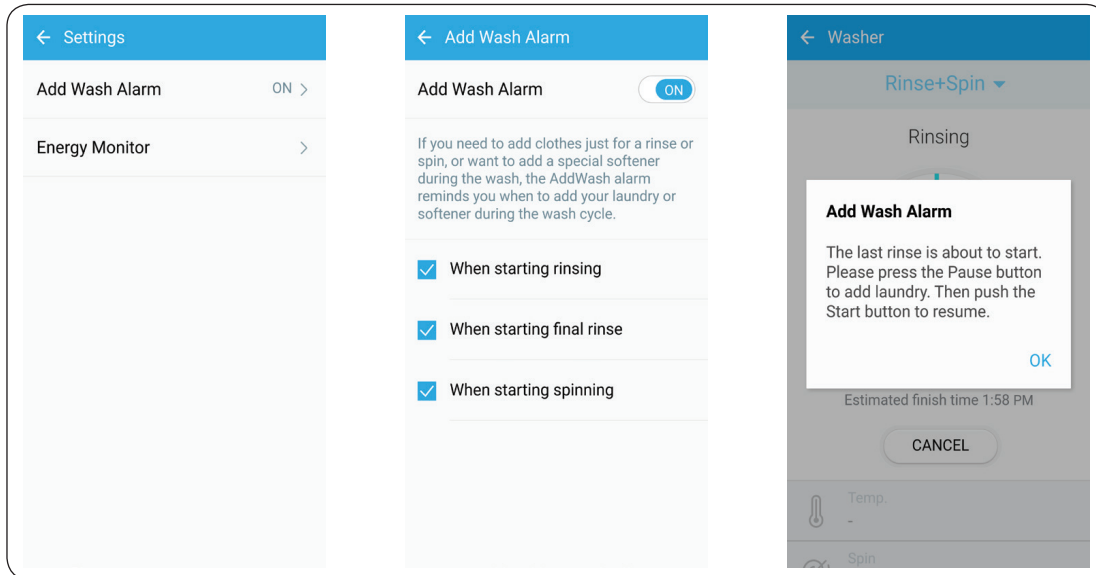 Settings
Add Wash Alarm ON
Energy Monitor
Add Wash Alarm
Add Wash Alarm ON
If you need to add clothes just for a rinse or
spin, or want to add a special softener
during the wash, the AddWash alarm
reminds you when to add your laundry or
softener during the wash cycle.
When starting rinsing
When starting final rinse
When starting spinning
Washer
Rinse+Spin
Rinsing
Add Wash Alarm
The last rinse is about to start.
Please press the Pause button
to add laundry. Then push the
Start button to resume.
OK
Estimated finish time 1:58 PM
CANCEL
Temp.
-
Spin